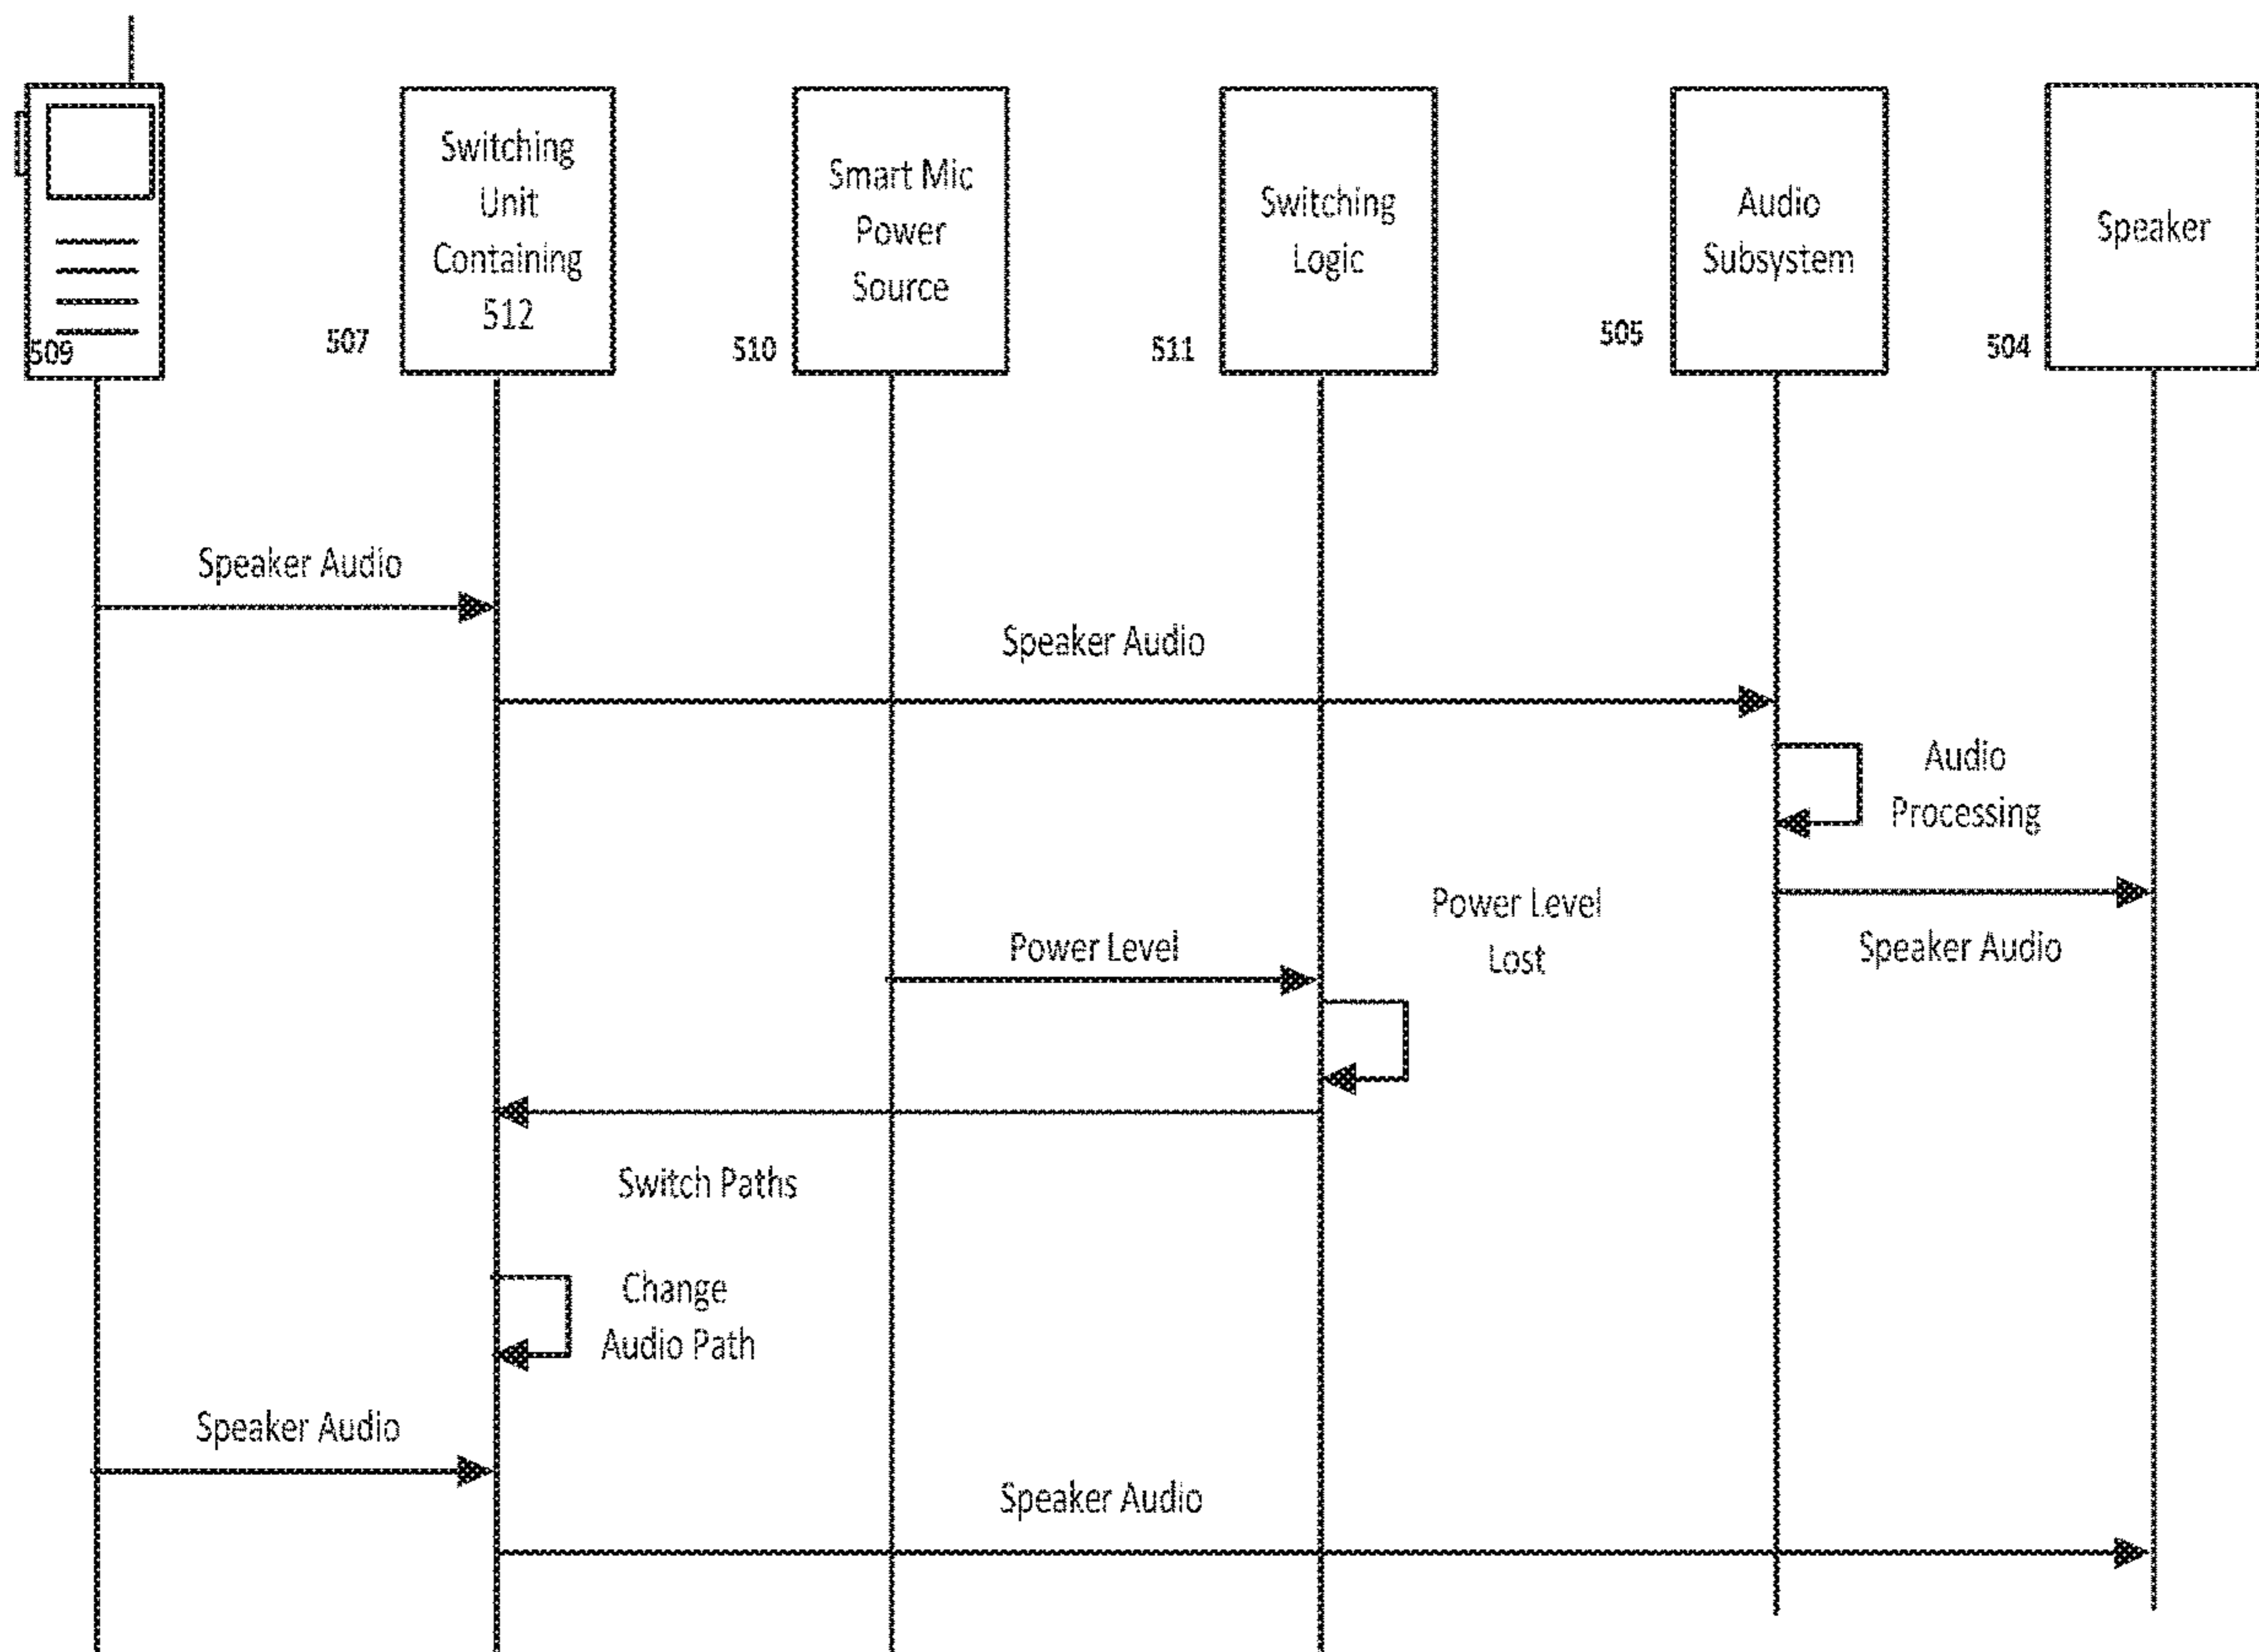 Switching
Unit
Containing
512
Smart Mic
Power
Source
Switching
Logic
Audio
Subsystem
Speaker
509
507
510
511
505
504
Speaker Audio
Speaker Audio
Audio
Processing
Power Level
Lost
Power Level
Speaker Audio
Switch Paths
Change
Audio Path
Speaker Audio
Speaker Audio